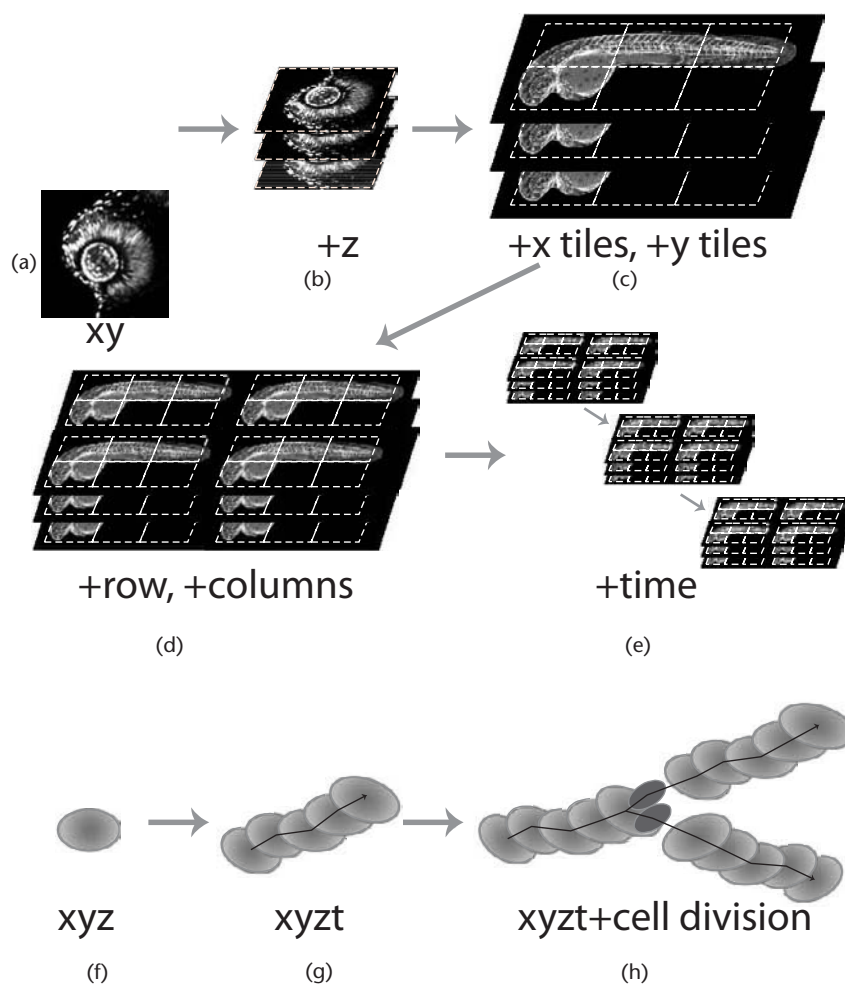 (a)
xy
+z
(b)
+x tiles, +y tiles
(c)
+row, +columns
(d)
+time
(e)
xyz
(f)
xyzt
(g)
xyzt+cell division
(h)